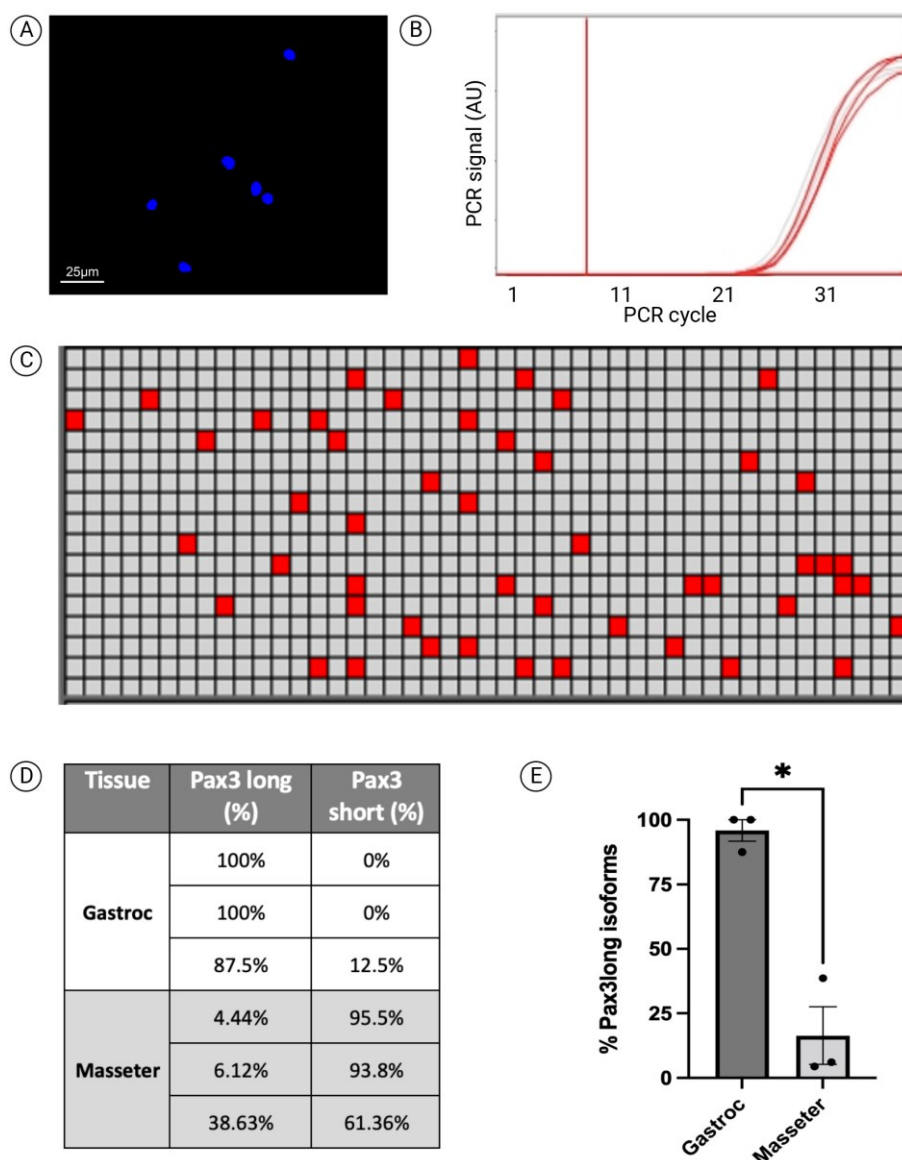 A
25µm
B
PCR signal (AU)
1 11 21 31
PCR cycle
C
D
Tissue Pax3 long (%) Pax3 short (%)
Gastroc
100% 0%
100% 0%
87.5% 12.5%
Masseter
4.44% 95.5%
6.12% 93.8%
38.63% 61.36%
E
*
% Pax3long isoforms
100
75
50
25
0
Gastroc
Masseter